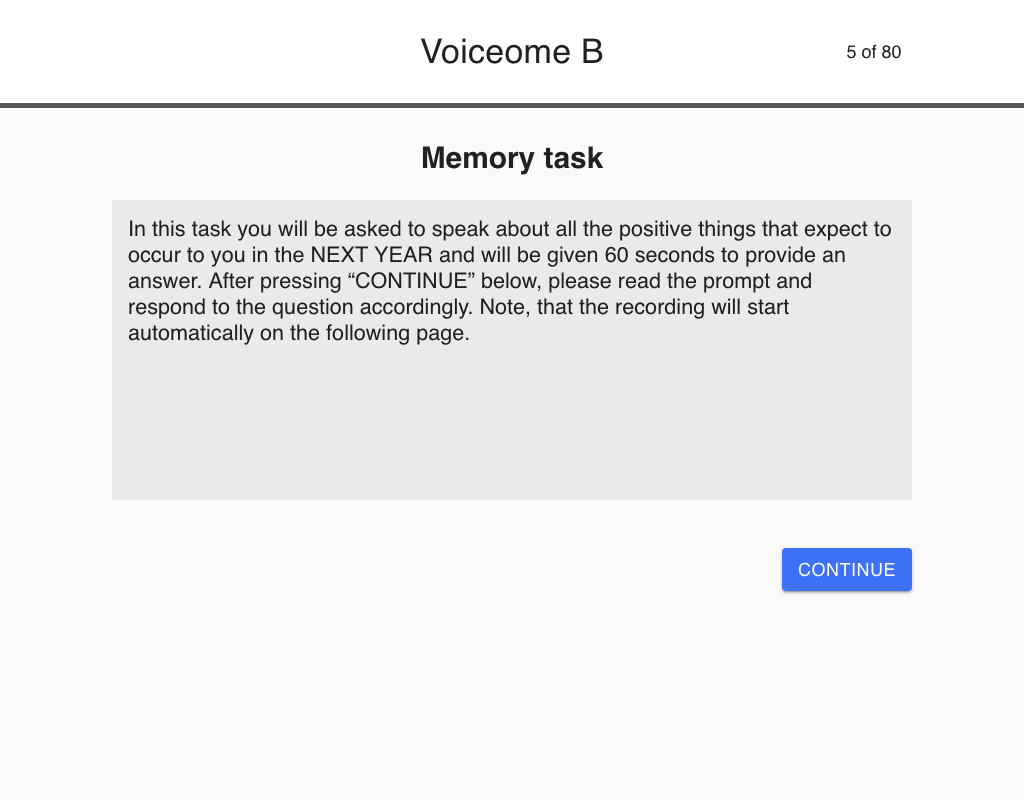 Voiceome B
5 of 80
Memory task
In this task you will be asked to speak about all the positive things that expect to
occur to you in the NEXT YEAR and will be given 60 seconds to provide an
answer. After pressing “CONTINUE” below, please read the prompt and
respond to the question accordingly. Note, that the recording will start
automatically on the following page.
CONTINUE